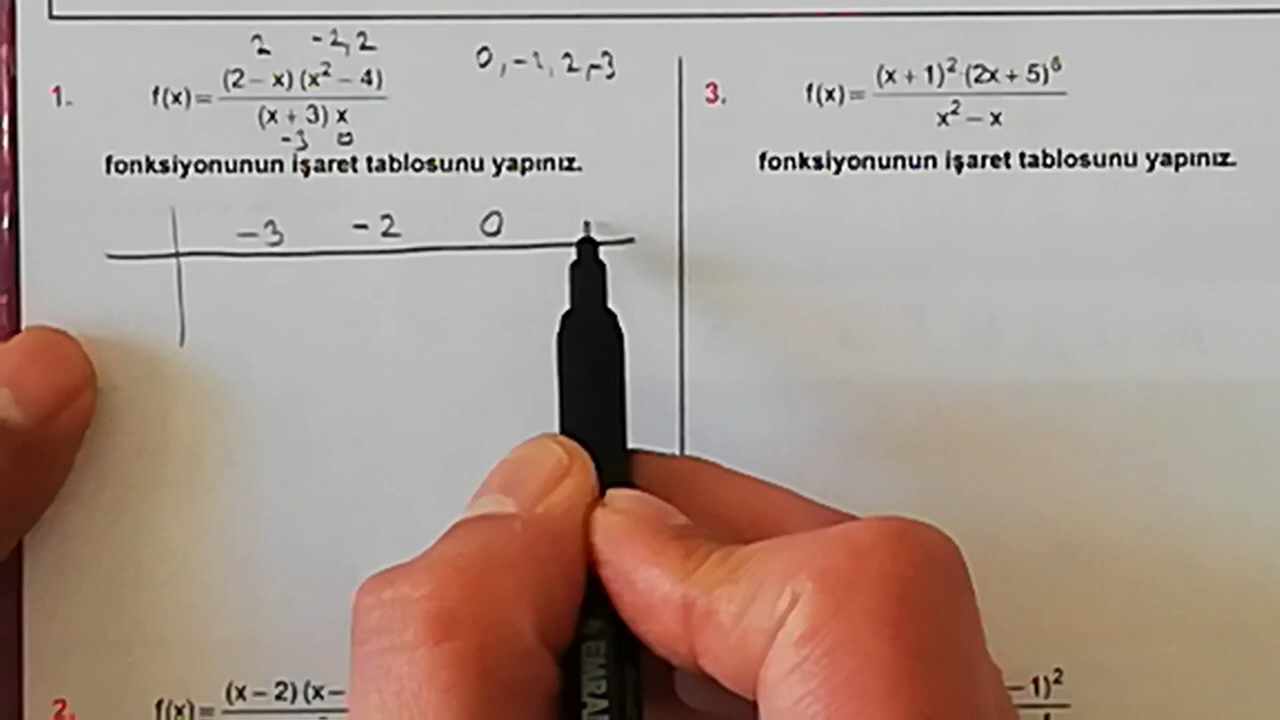 2 -2,2
0, -2, 2, -3
1. f(x) = (2 - x) (x² - 4) / (x + 3) x
-3 0
fonksiyonunun işaret tablosunu yapınız.
-3 -2 0
3. f(x) = (x + 1)² (2x + 5)⁶ / x² - x
fonksiyonunun işaret tablosunu yapınız.
2. f(x) = (x - 2) (x -
- 1)²